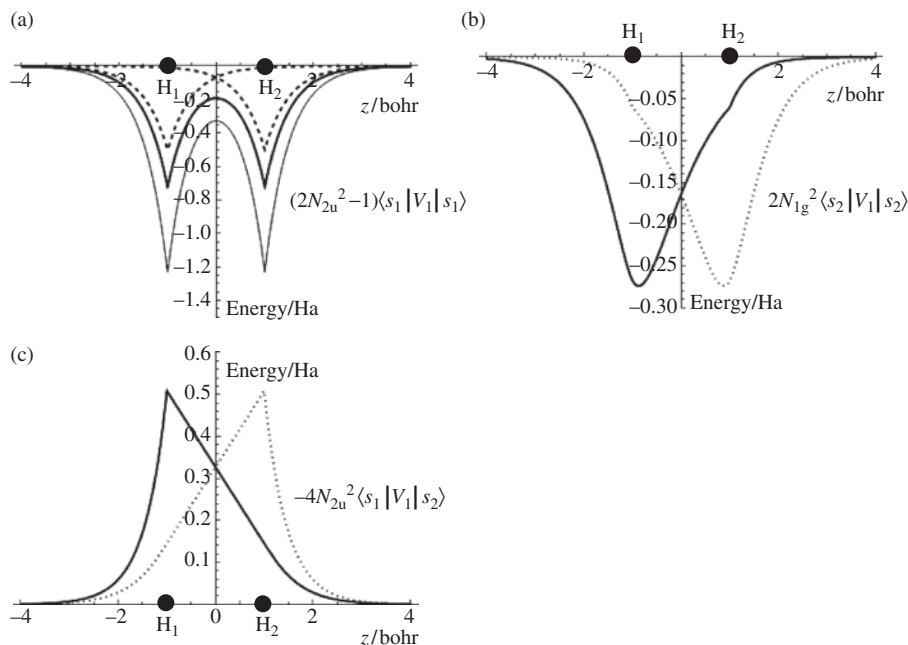 (a)
H₁ H₂
−4 −2 2 4
z/bohr
−0.2
−0.4
−0.6
−0.8
−1.0
−1.2
−1.4
(2N₂ᵤ² −1)⟨s₁|V₁|s₁⟩
Energy/Ha
(b)
H₁ H₂
−4 −2 2 4
z/bohr
−0.05
−0.10
−0.15
−0.20
−0.25
−0.30
2N₁g²⟨s₂|V₁|s₂⟩
Energy/Ha
(c)
0.6
Energy/Ha
0.5
0.4
0.3
−4N₂ᵤ²⟨s₁|V₁|s₂⟩
0.2
0.1
−4 −2 0 2 4
H₁ H₂
z/bohr